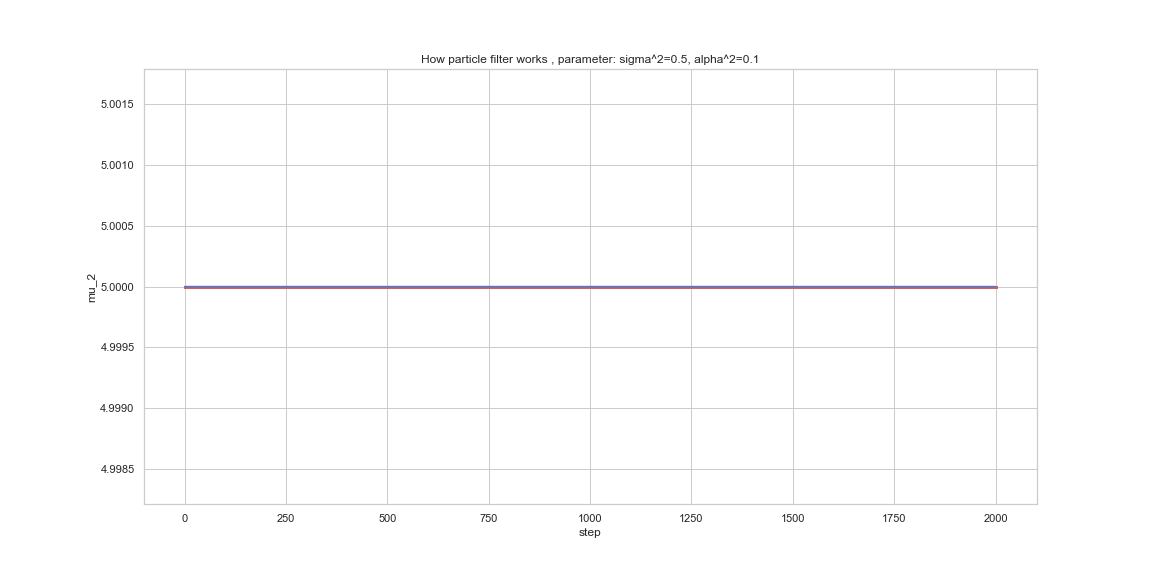 How particle filter works , parameter: sigma^2=0.5, alpha^2=0.1
5.0015
5.0010
5.0005
5.0000
4.9995
4.9990
4.9985
mu_2
0 250 500 750 1000 1250 1500 1750 2000
step